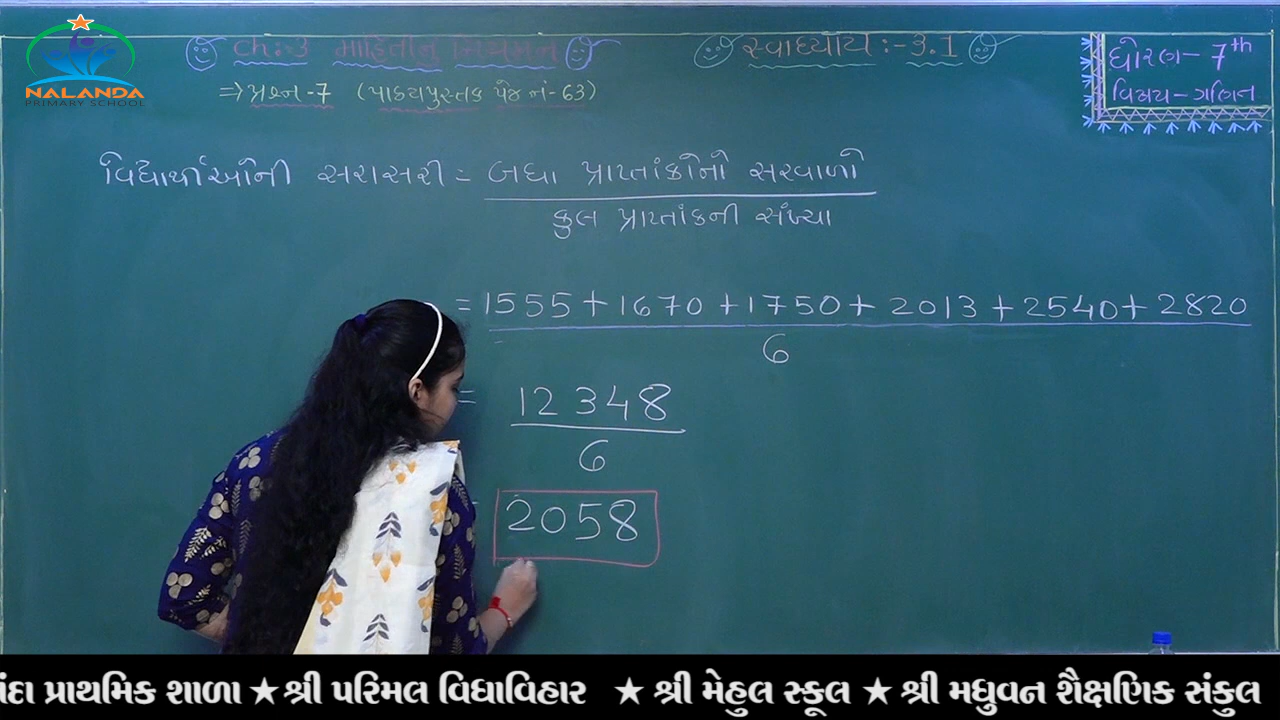 NALANDA
PRIMARY SCHOOL
Ch:-3 માહિતીનું નિયમન
સ્વાધ્યાય :- 3.1
ધોરણ- 7th
વિષય - ગણિત
⇒ પ્રશ્ન -7 (પાઠ્યપુસ્તક પેજ નં- 63)
વિદ્યાર્થીઓની સરાસરી = બધા પ્રાપ્તાંકોનો સરવાળો
કુલ પ્રાપ્તાંકની સંખ્યા
= 1555 + 1670 + 1750 + 2013 + 2540 + 2820
6
= 12348
6
2058
પ્રાથમિક શાળા ★ શ્રી પરિમલ વિધાવિહાર ★ શ્રી મેહુલ સ્કૂલ ★ શ્રી મધુવન શૈક્ષણિક સંકુલ